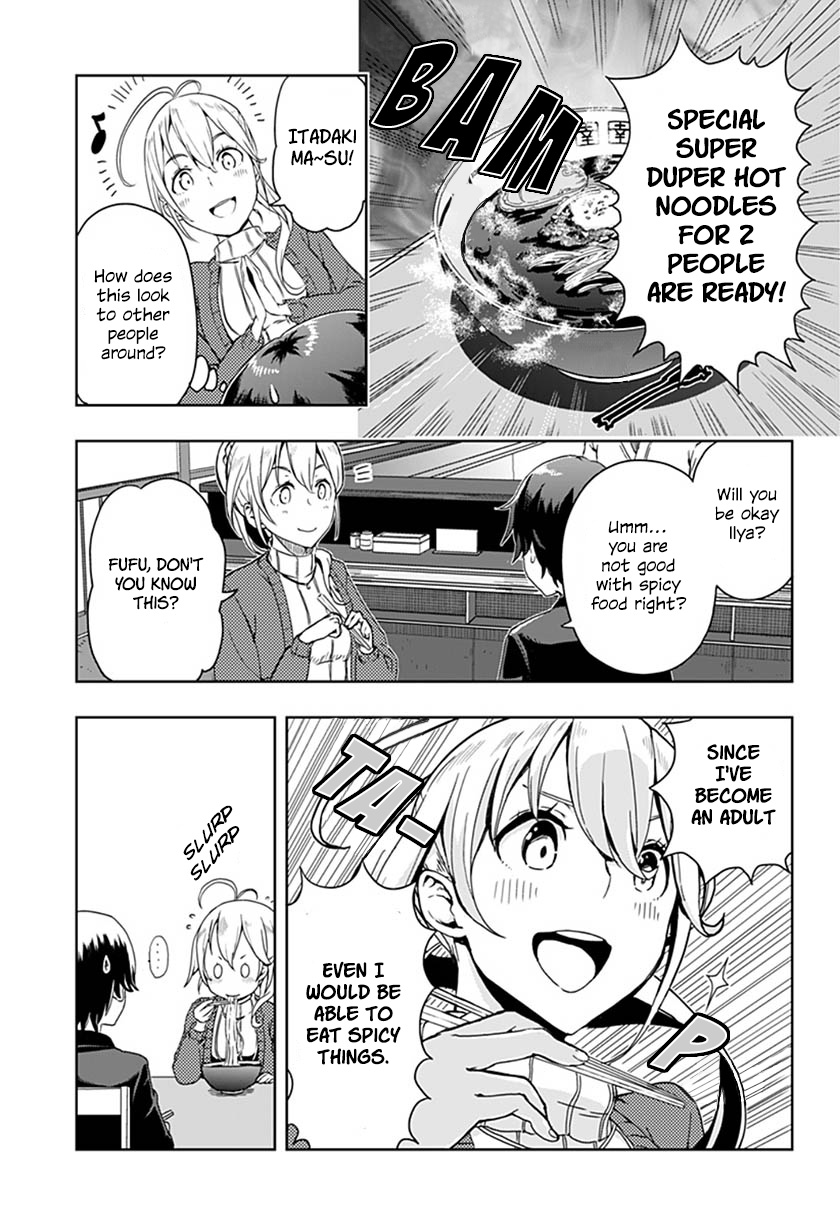 SPECIAL
SUPER
DUPER HOT
NOODLES
FOR 2
PEOPLE
ARE READY!
BAM
幸
幸
ITADAKI
MA~SU!
How does
this look
to other
people
around?
Will you
be okay
Ilya?
Umm...
you are
not good
with spicy
food right?
FUFU, DON'T
YOU KNOW
THIS?
SINCE
I'VE
BECOME
AN ADULT
TA-
P
EVEN I
WOULD BE
ABLE TO
EAT SPICY
THINGS.
SLURP
SLURP
....